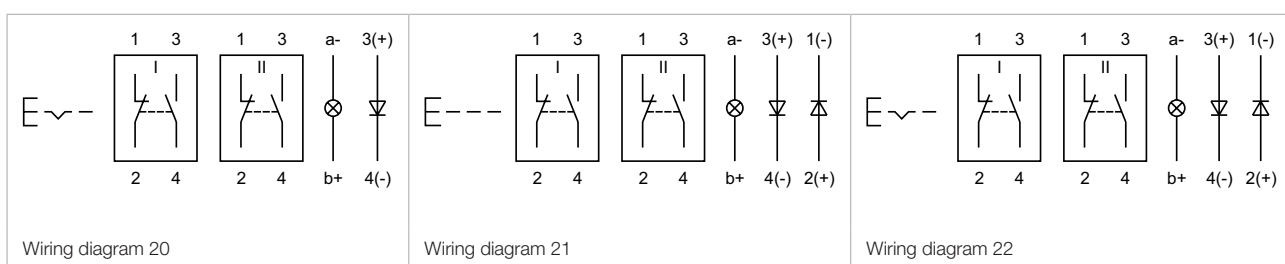 1 3 1 3 a- 3(+)
I II
2 4 2 4 b+ 4(-)
Wiring diagram 20
1 3 1 3 a- 3(+) 1(-)
I II
2 4 2 4 b+ 4(-) 2(+)
Wiring diagram 21
1 3 1 3 a- 3(+) 1(-)
I II
2 4 2 4 b+ 4(-) 2(+)
Wiring diagram 22